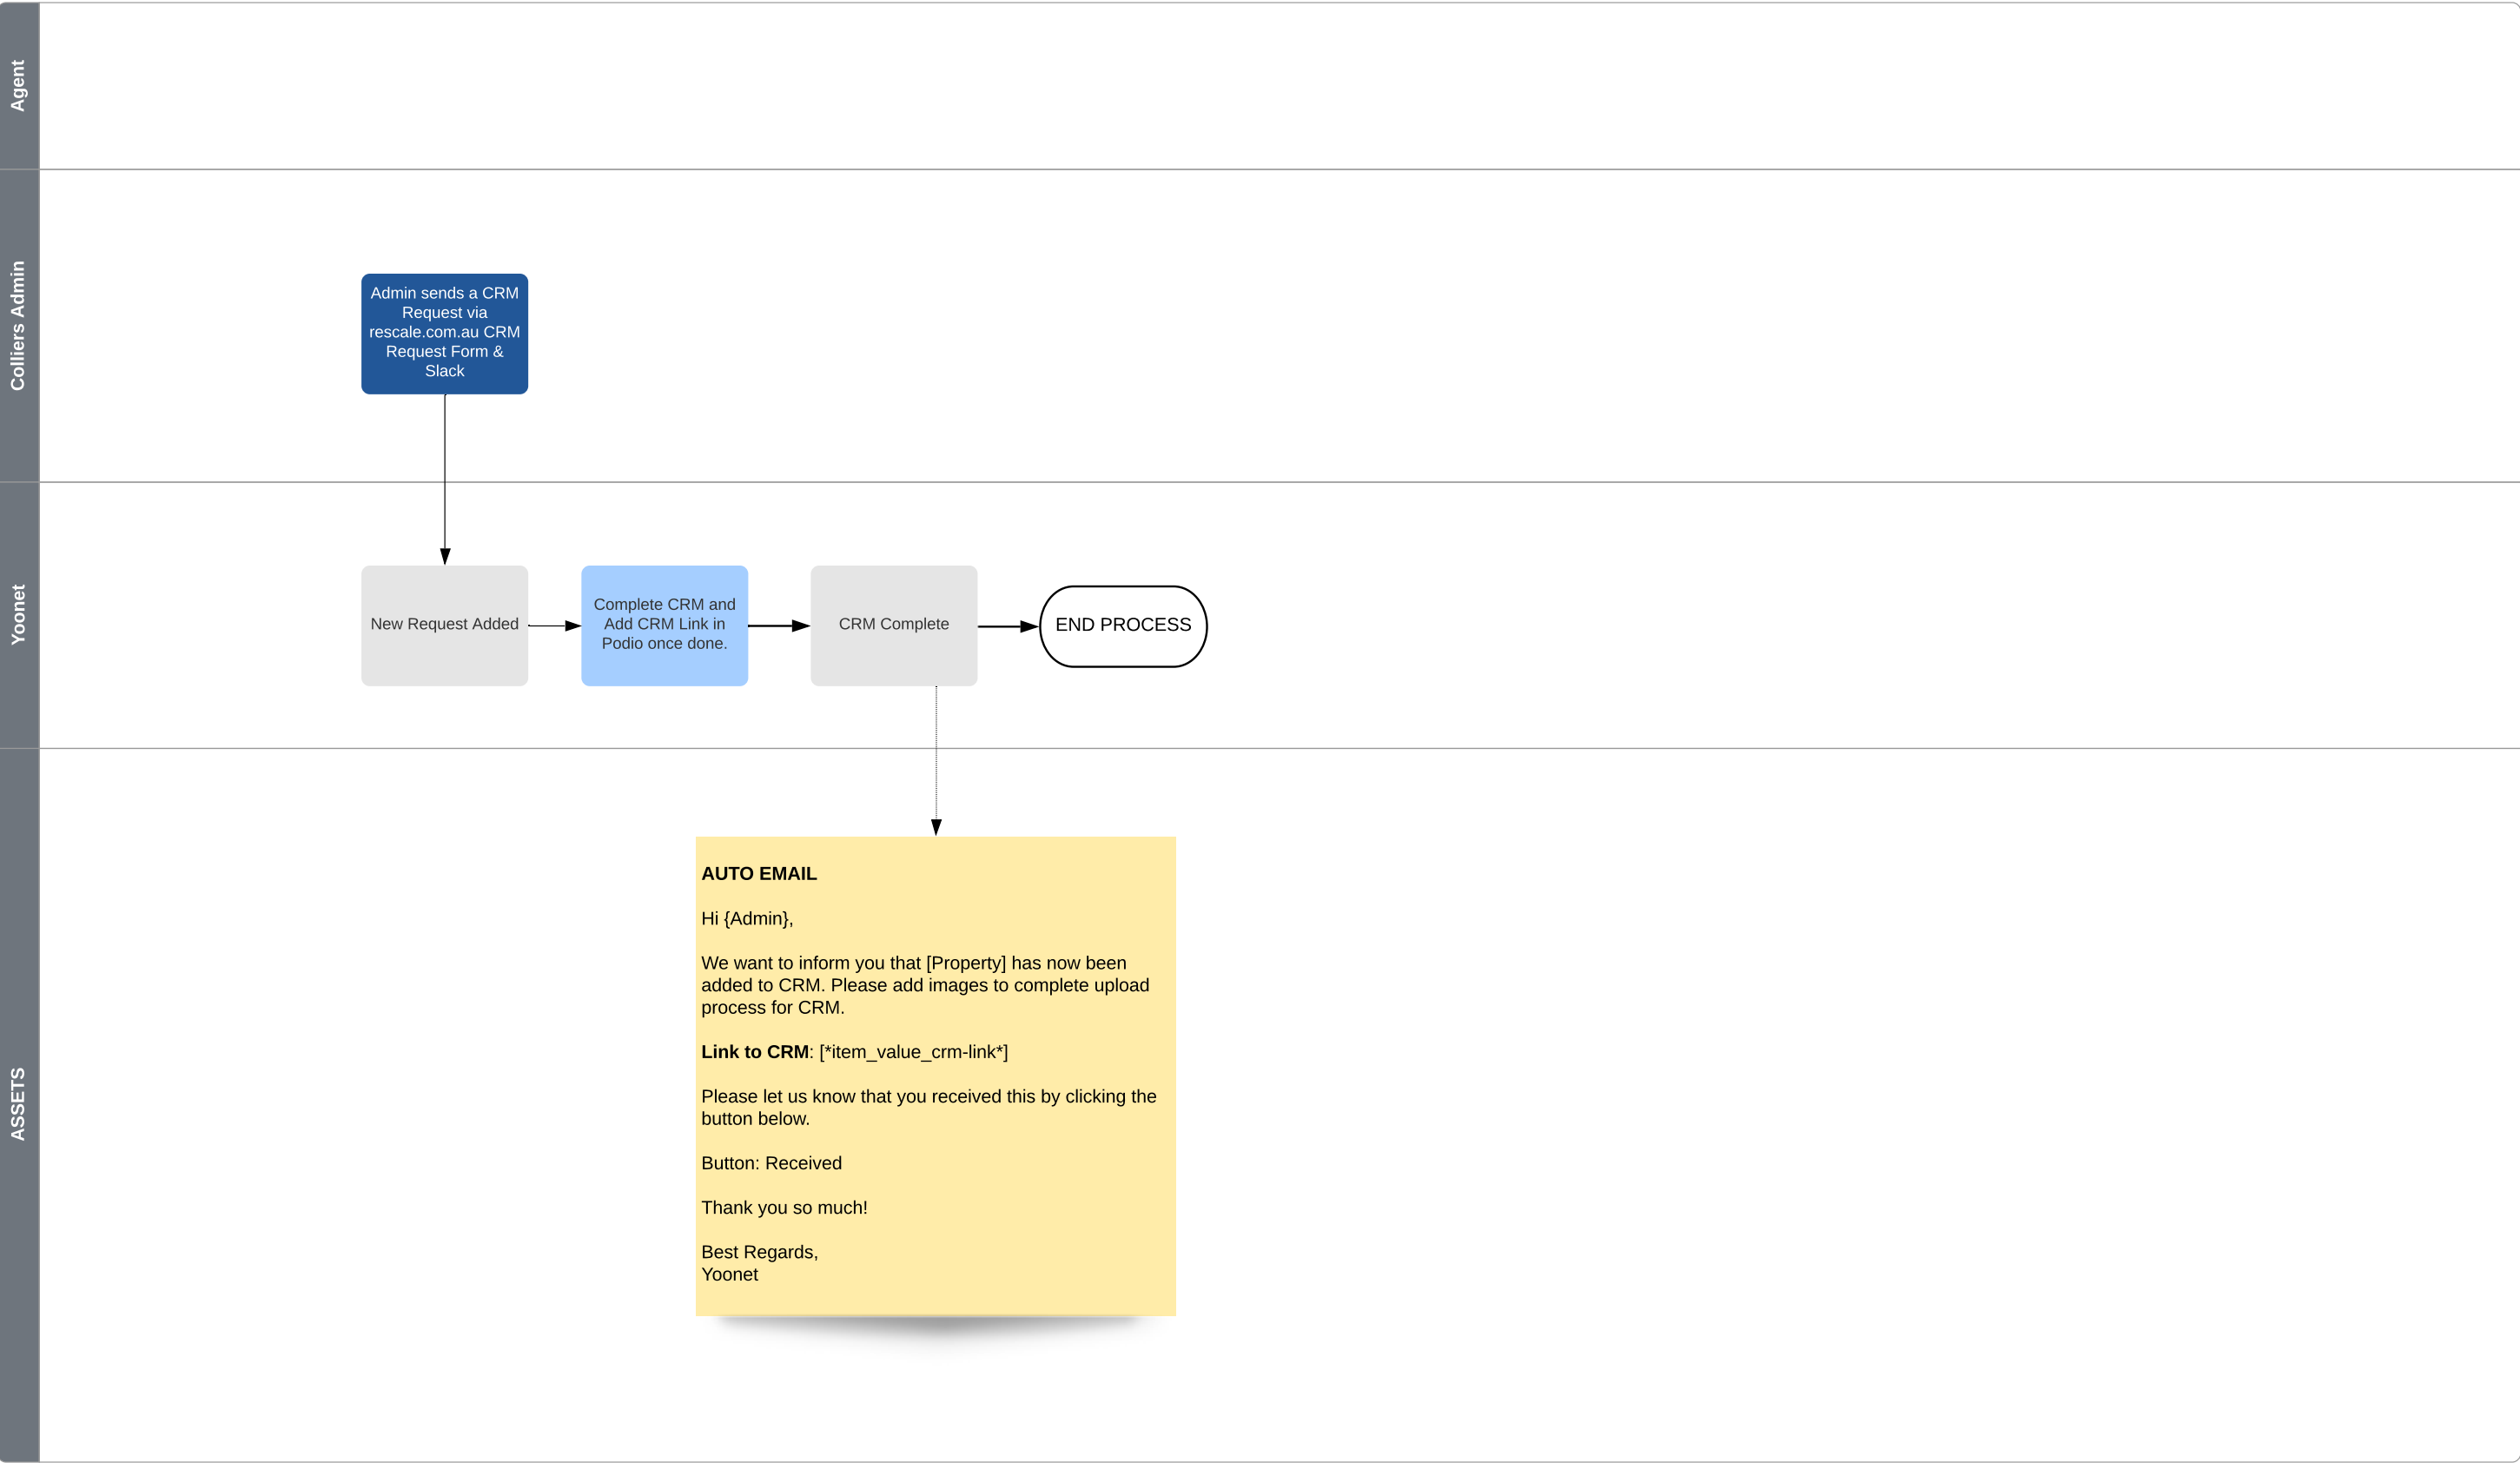 Agent
Colliers Admin
Admin sends a CRM
Request via
rescale.com.au CRM
Request Form &
Slack
Yoonet
New Request Added
Complete CRM and
Add CRM Link in
Podio once done.
CRM Complete
END PROCESS
ASSETS
AUTO EMAIL
Hi {Admin},
We want to inform you that [Property] has now been
added to CRM. Please add images to complete upload
process for CRM.
Link to CRM: [*item_value_crm-link*]
Please let us know that you received this by clicking the
button below.
Button: Received
Thank you so much!
Best Regards,
Yoonet